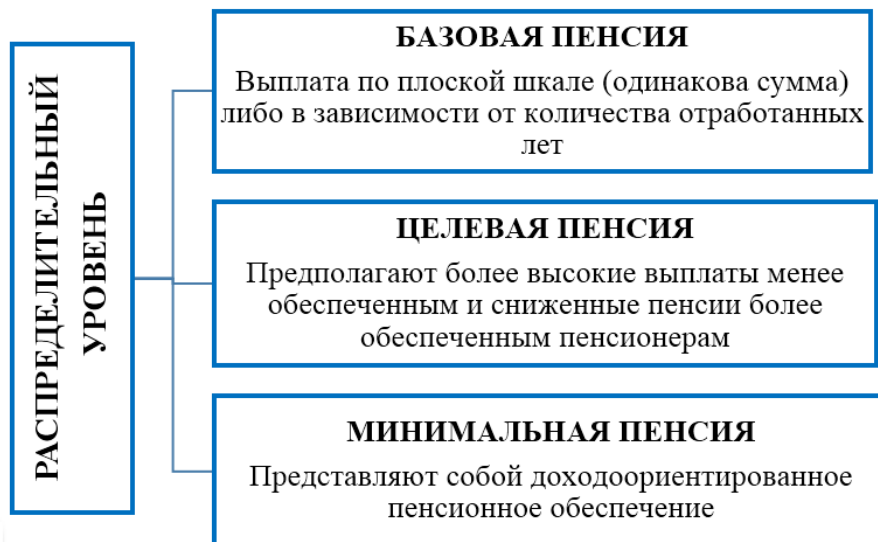 РАСПРЕДЕЛИТЕЛЬНЫЙ
УРОВЕНЬ
БАЗОВАЯ ПЕНСИЯ
Выплата по плоской шкале (одинакова сумма)
либо в зависимости от количества отработанных
лет
ЦЕЛЕВАЯ ПЕНСИЯ
Предполагают более высокие выплаты менее
обеспеченным и сниженные пенсии более
обеспеченным пенсионерам
МИНИМАЛЬНАЯ ПЕНСИЯ
Представляют собой доходоориентированное
пенсионное обеспечение